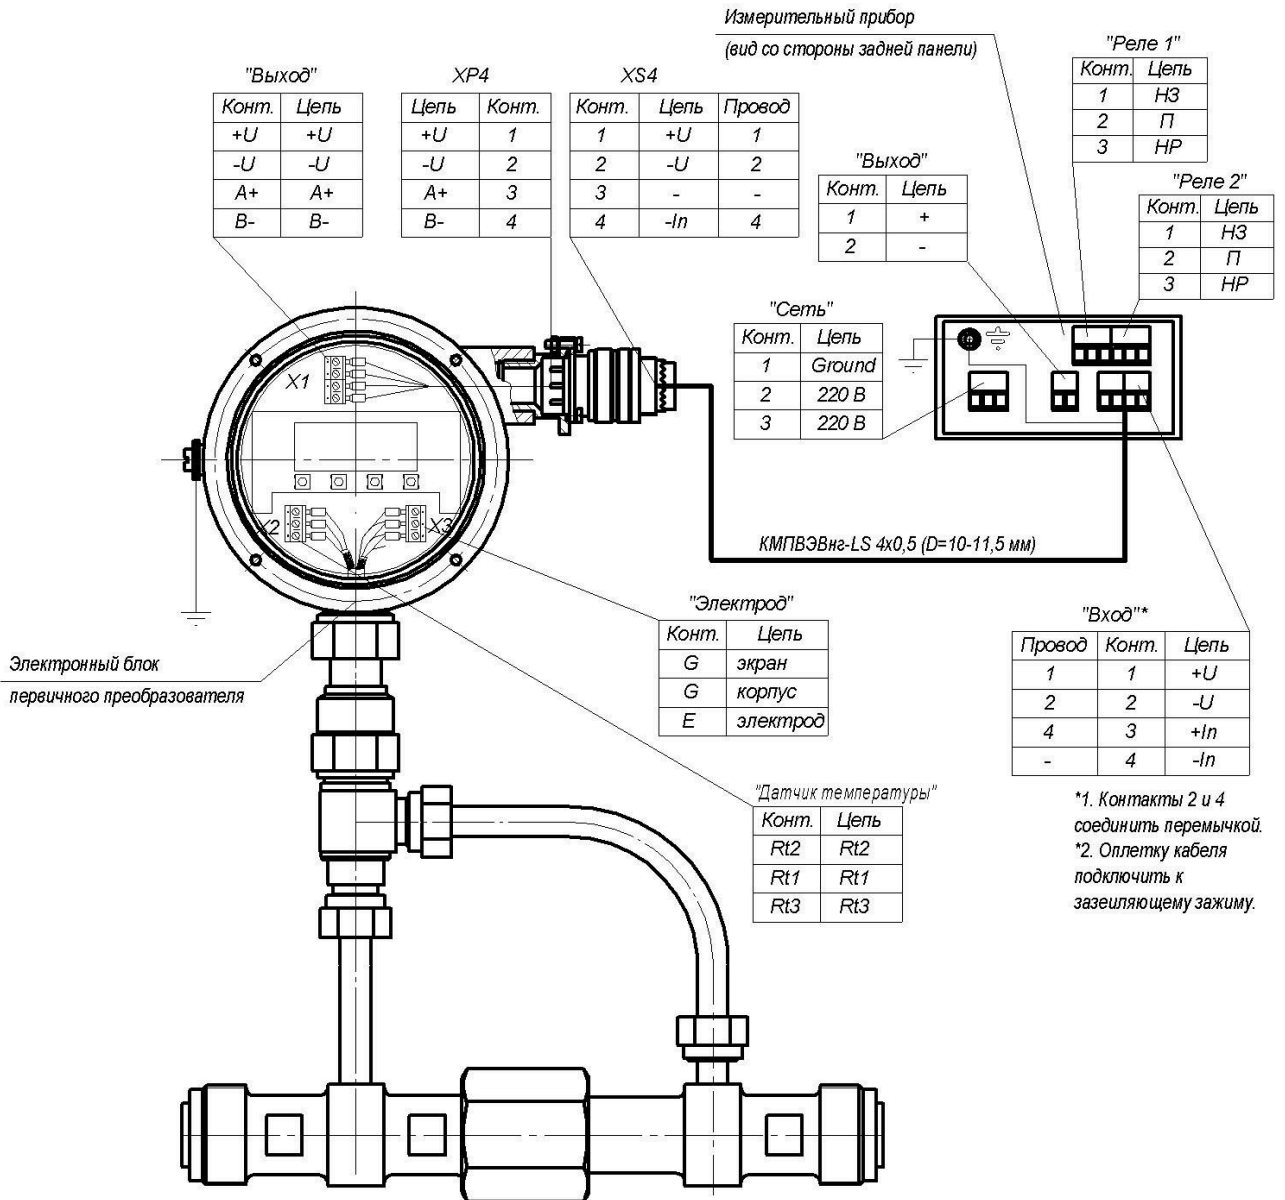 Измерительный прибор
(вид со стороны задней панели)
"Реле 1"
Конт. Цепь
1 НЗ
2 П
3 НР
"Выход"
Конт. Цепь
+U +U
-U -U
A+ A+
B- B-
XP4
Цепь Конт.
+U 1
-U 2
A+ 3
B- 4
XS4
Конт. Цепь Провод
1 +U 1
2 -U 2
3 - -
4 -In 4
"Выход"
Конт. Цепь
1 +
2 -
"Реле 2"
Конт. Цепь
1 НЗ
2 П
3 НР
"Сеть"
Конт. Цепь
1 Ground
2 220 В
3 220 В
X1
X2
X3
КМПВЭВнг-LS 4х0,5 (D=10-11,5 мм)
Электронный блок
первичного преобразователя
"Электрод"
Конт. Цепь
G экран
G корпус
E электрод
"Вход"*
Провод Конт. Цепь
1 1 +U
2 2 -U
4 3 +In
- 4 -In
"Датчик температуры"
Конт. Цепь
Rt2 Rt2
Rt1 Rt1
Rt3 Rt3
*1. Контакты 2 и 4
соединить перемычкой.
*2. Оплетку кабеля
подключить к
зазеиляющему зажиму.